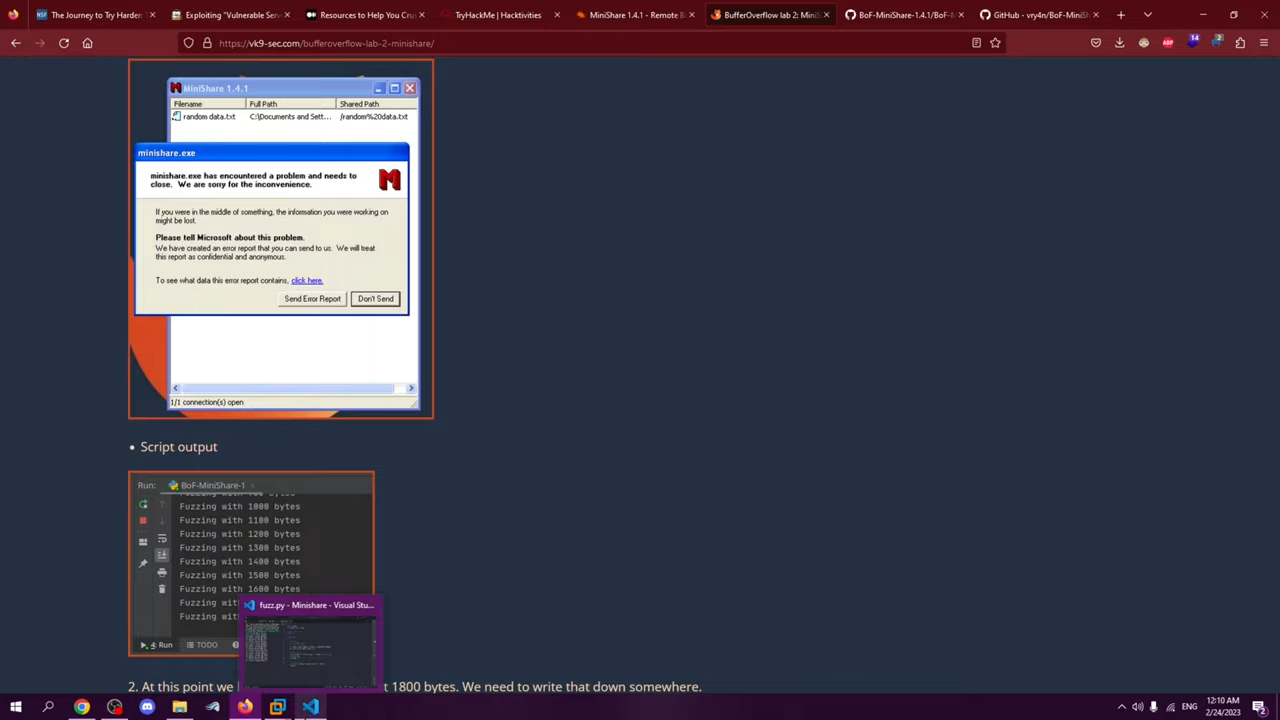 The Journey to Try Harder: T
Exploiting "Vulnerable Serv
Resources to Help You Crus
TryHackMe | Hacktivities
MiniShare 1.4.1 - Remote B
BufferOverflow lab 2: MiniS
BoF-MiniShare-1.4.1/BoF-M
GitHub - vry4n/BoF-MiniSh
https://vk9-sec.com/bufferoverflow-lab-2-minishare/
14
2
MiniShare 1.4.1
Filename Full Path Shared Path
random data.txt C:\Documents and Sett... /random%20data.txt
minishare.exe
minishare.exe has encountered a problem and needs to
close. We are sorry for the inconvenience.
If you were in the middle of something, the information you were working on
might be lost.
Please tell Microsoft about this problem.
We have created an error report that you can send to us. We will treat
this report as confidential and anonymous.
To see what data this error report contains, click here.
Send Error Report Don't Send
1/1 connection(s) open
• Script output
Run: BoF-MiniShare-1
Fuzzing with 1000 bytes
Fuzzing with 1100 bytes
Fuzzing with 1200 bytes
Fuzzing with 1300 bytes
Fuzzing with 1400 bytes
Fuzzing with 1500 bytes
Fuzzing with 1600 bytes
Fuzzing with
Fuzzing with
fuzz.py - Minishare - Visual Stu...
4: Run TODO
2. At this point we t 1800 bytes. We need to write that down somewhere.
ENG
12:10 AM
2/24/2023
2